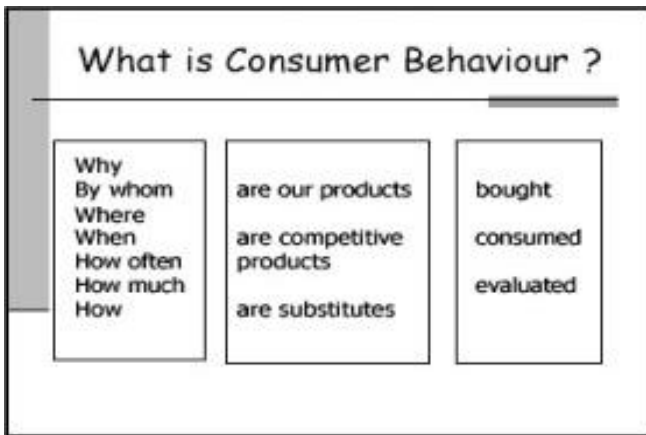 What is Consumer Behaviour ?
Why
By whom
Where
When
How often
How much
How
are our products
are competitive
products
are substitutes
bought
consumed
evaluated